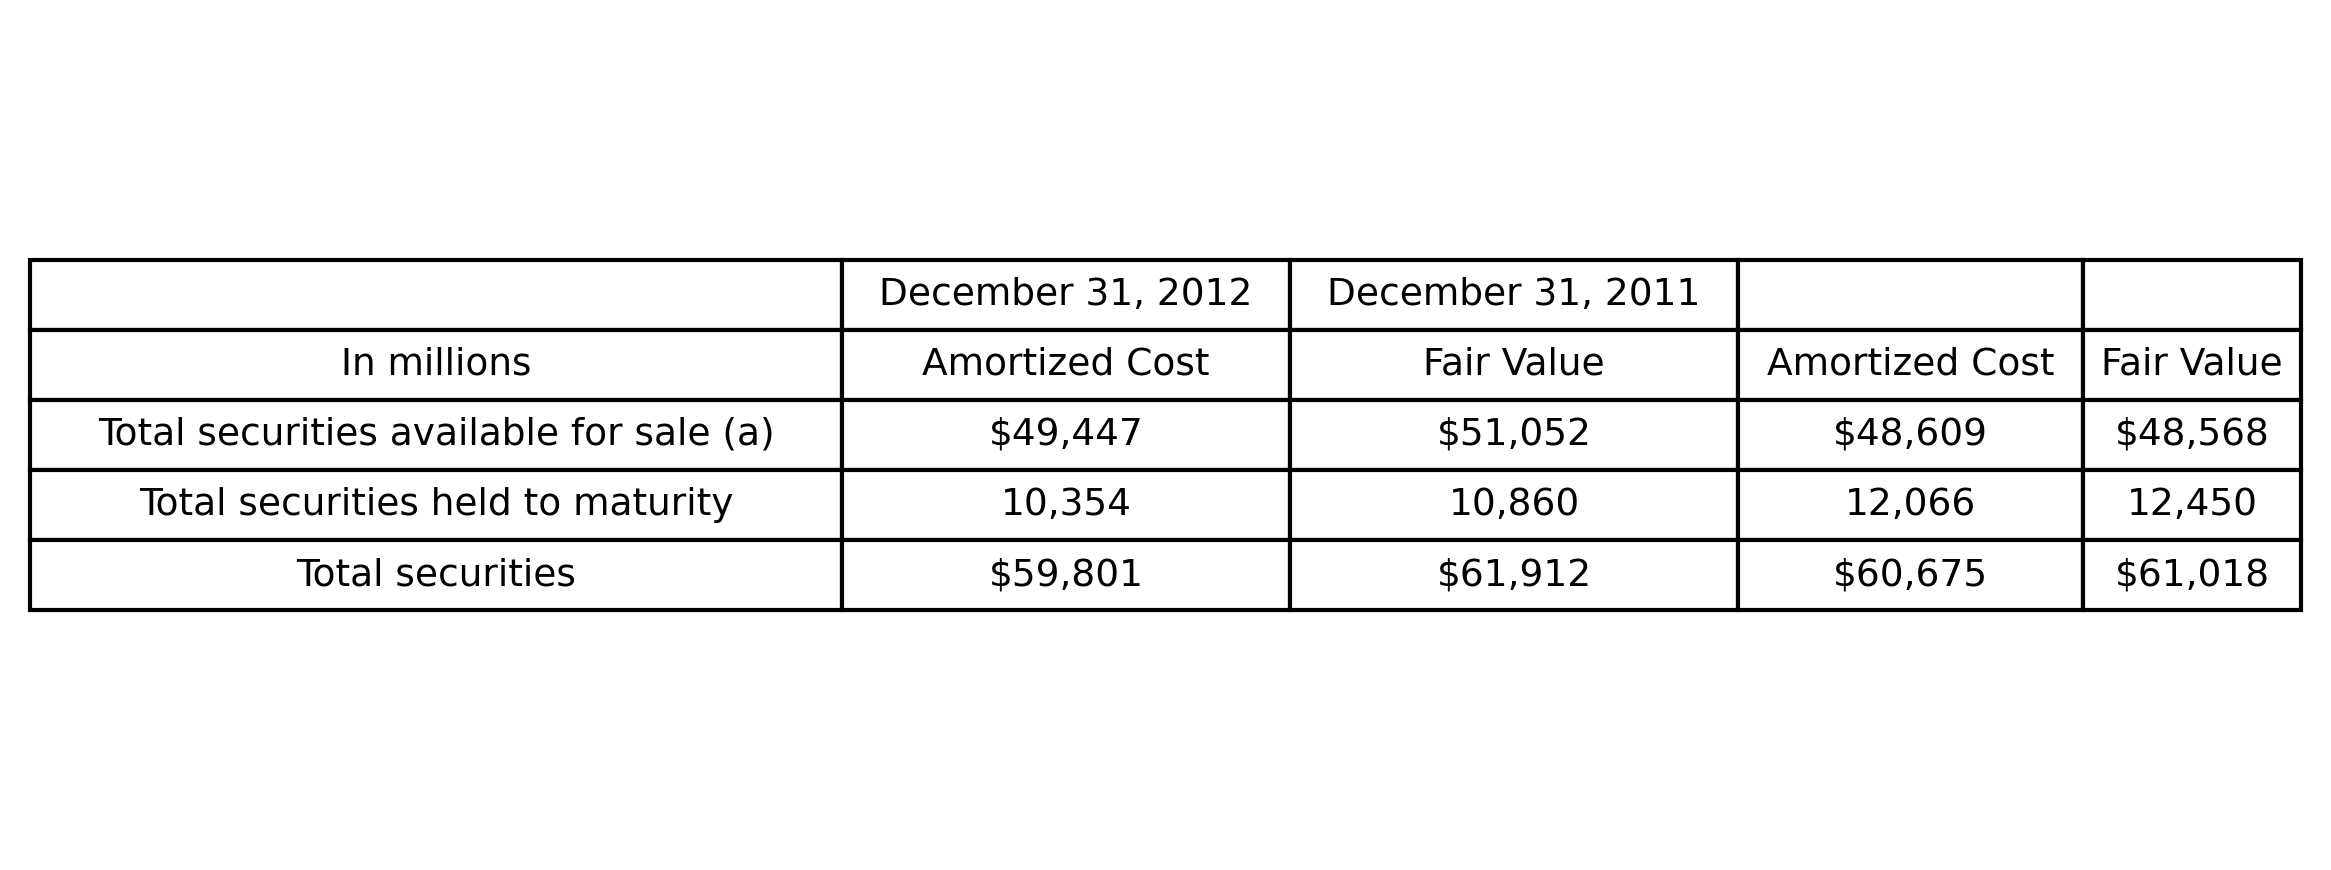 December 31, 2012 December 31, 2011
In millions Amortized Cost Fair Value Amortized Cost Fair Value
Total securities available for sale (a) $49,447 $51,052 $48,609 $48,568
Total securities held to maturity 10,354 10,860 12,066 12,450
Total securities $59,801 $61,912 $60,675 $61,018